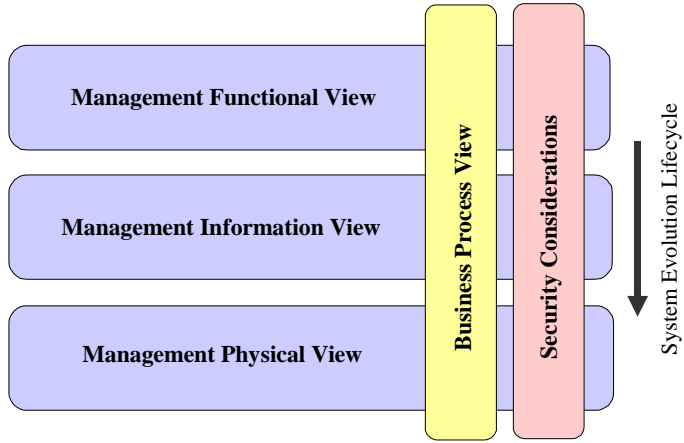 Management Functional View
Management Information View
Management Physical View
Business Process View
Security Considerations
System Evolution Lifecycle